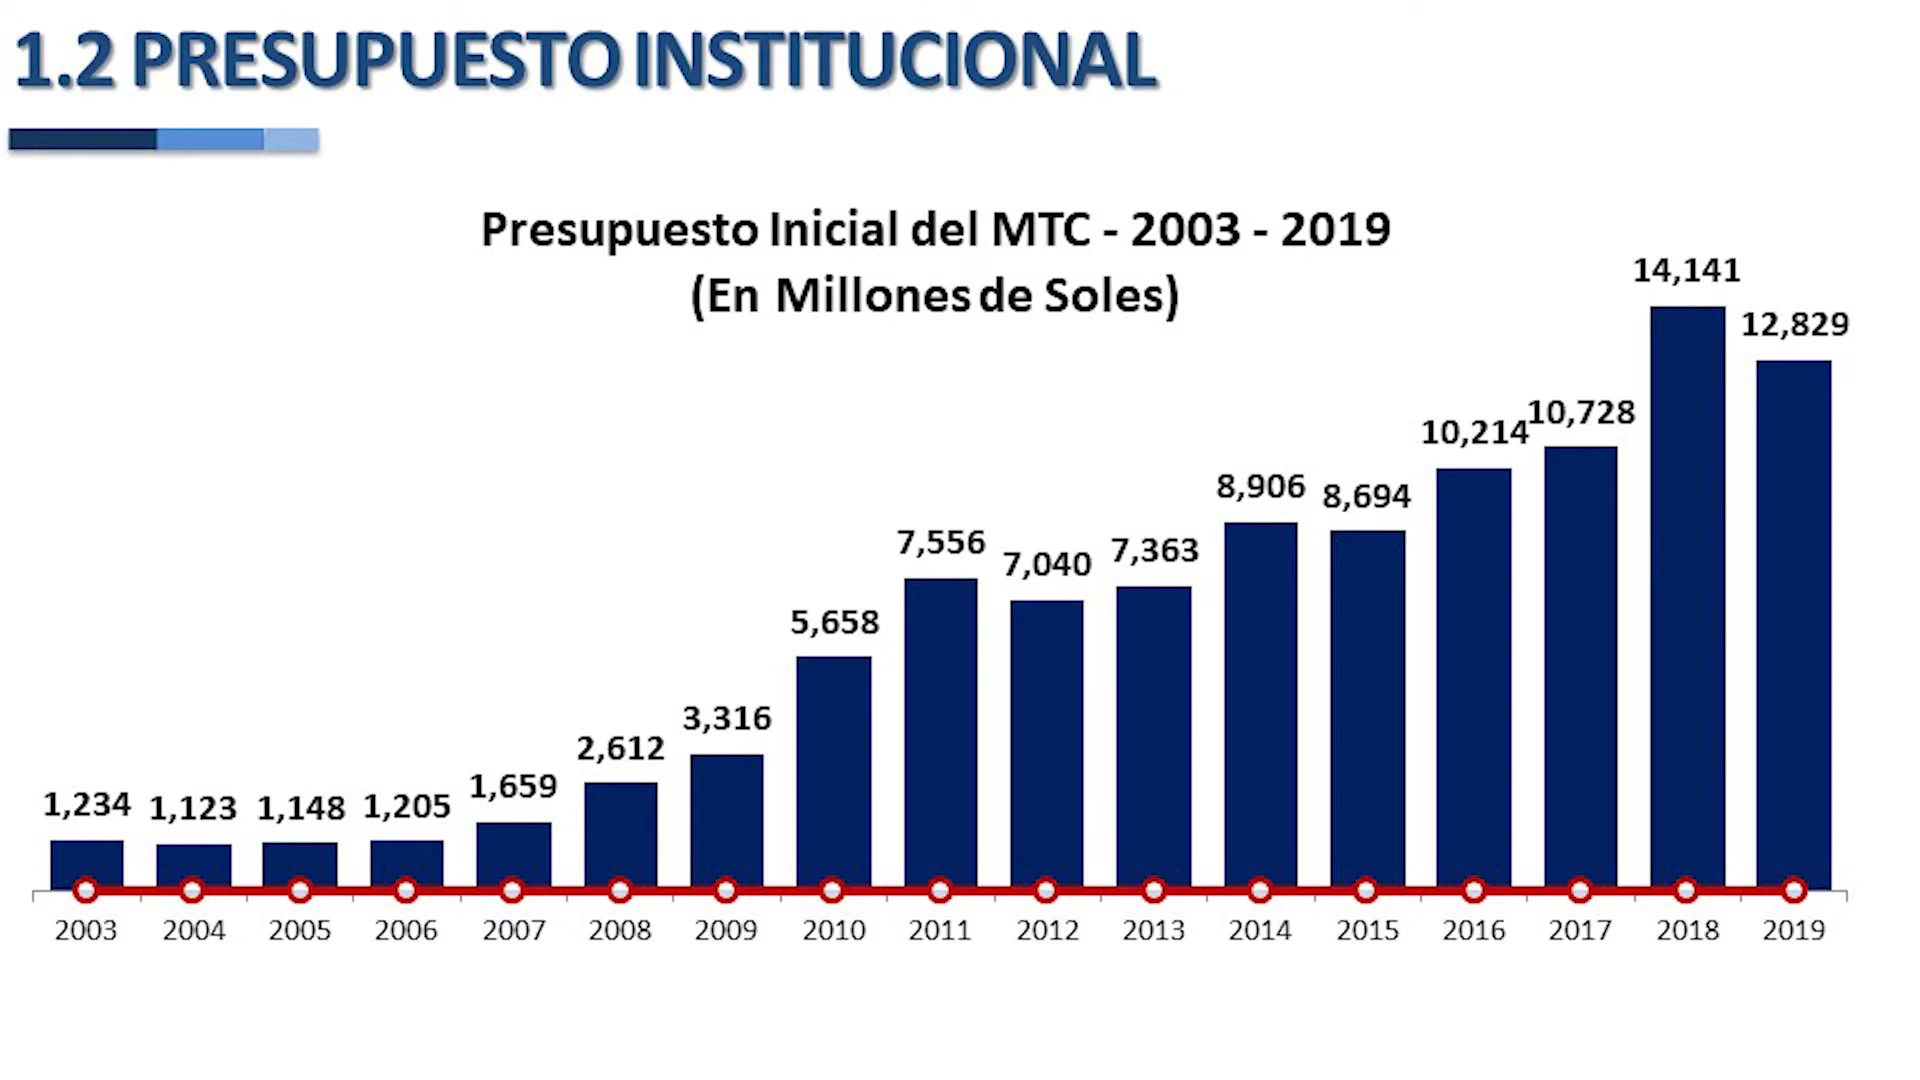 1.2 PRESUPUESTO INSTITUCIONAL
Presupuesto Inicial del MTC - 2003 - 2019
(En Millones de Soles)
1,234 1,123 1,148 1,205 1,659 2,612 3,316 5,658 7,556 7,040 7,363 8,906 8,694 10,214 10,728 14,141 12,829
2003 2004 2005 2006 2007 2008 2009 2010 2011 2012 2013 2014 2015 2016 2017 2018 2019